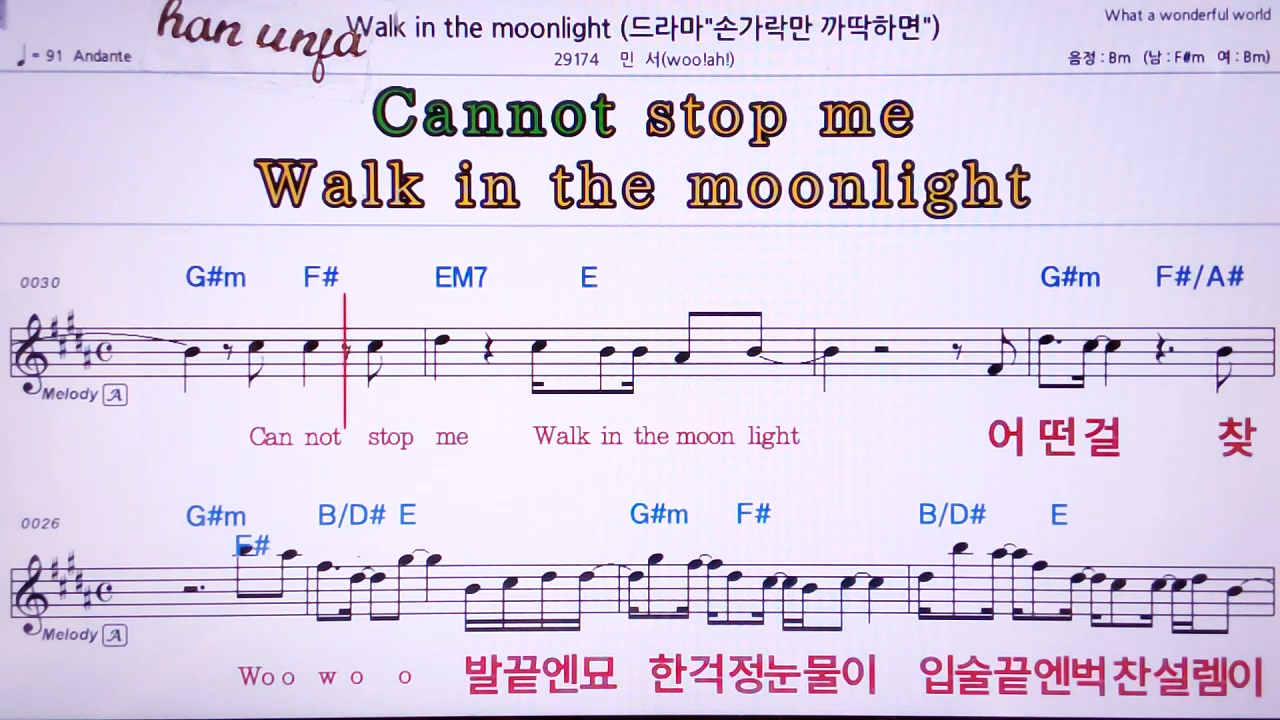 han unja
Walk in the moonlight (드라마"손가락만 까딱하면")
What a wonderful world
♩= 91 Andante
29174 민 서(woo!ah!)
음정 : Bm (남 : F#m 여 : Bm)
Cannot stop me
Walk in the moonlight
0030
G#m F# EM7 E G#m F#/A#
Melody A
Can not stop me Walk in the moon light 어 떤 걸 찾
0026
G#m F# B/D# E G#m F# B/D# E
Melody A
Woo w o o 발끝엔묘 한걱정눈물이 입술끝엔벅찬설렘이